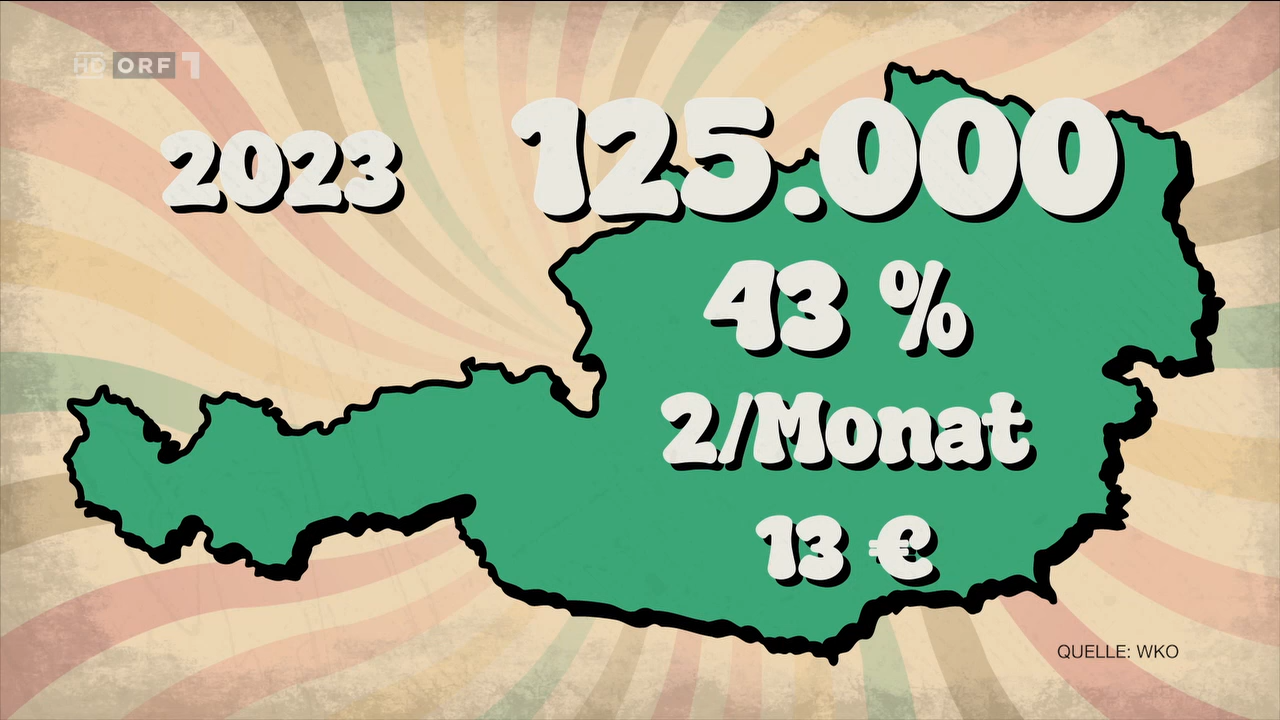 HD ORF 1
2023
125.000
43 %
2/Monat
13 €
QUELLE: WKO